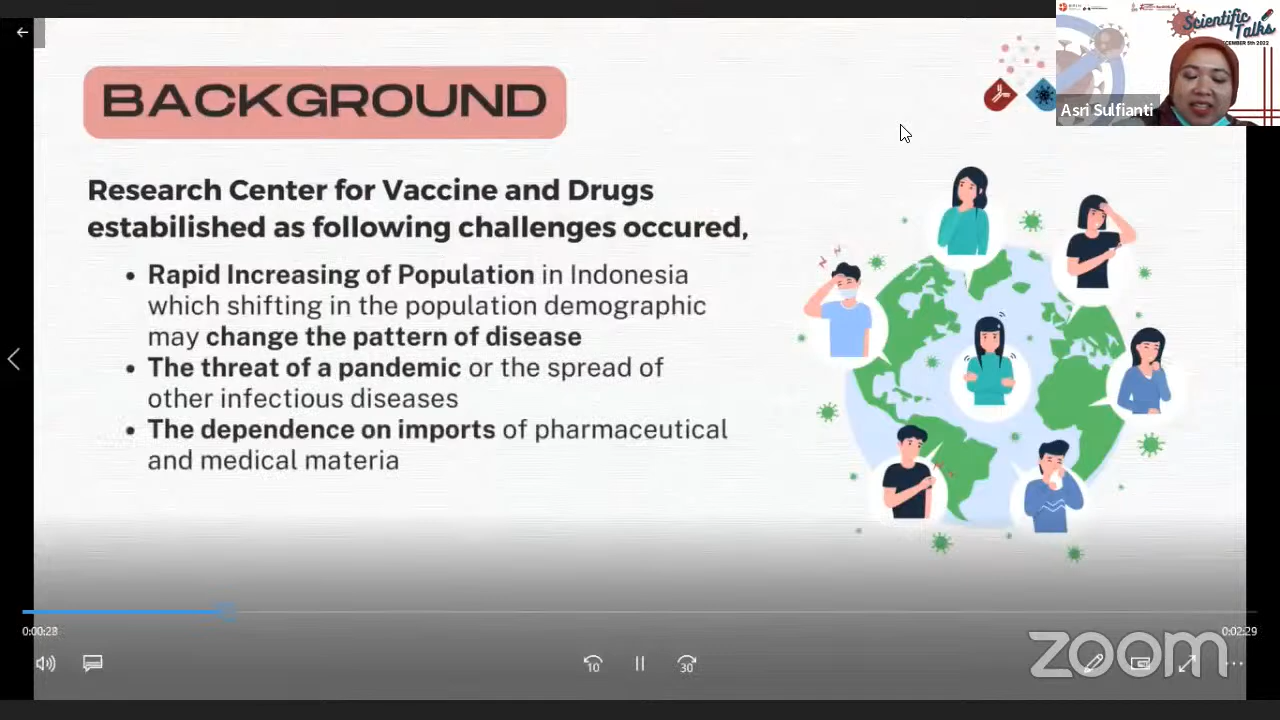 BACKGROUND
Research Center for Vaccine and Drugs
estabilished as following challenges occured,
• Rapid Increasing of Population in Indonesia
which shifting in the population demographic
may change the pattern of disease
• The threat of a pandemic or the spread of
other infectious diseases
• The dependence on imports of pharmaceutical
and medical materia
Scientific
Talks
Asri Sulfianti
0:00:28
0:02:29
10
30
zoom